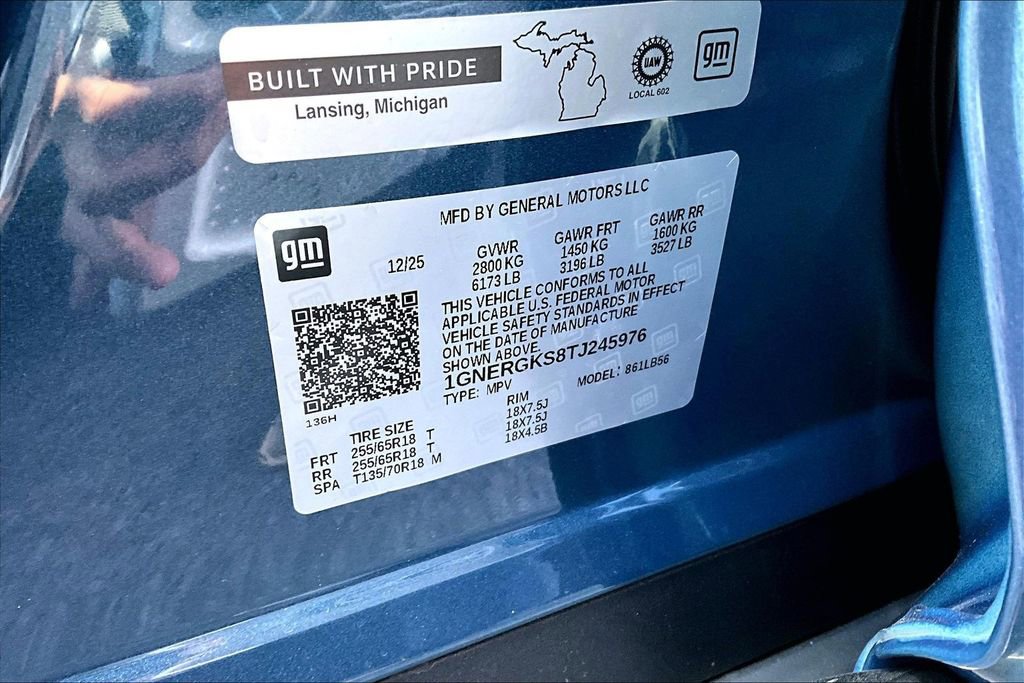 BUILT WITH PRIDE
Lansing, Michigan
UAW
LOCAL 602
gm
MFD BY GENERAL MOTORS LLC
gm
12/25
GVWR
2800 KG
6173 LB
GAWR FRT
1450 KG
3196 LB
GAWR RR
1600 KG
3527 LB
THIS VEHICLE CONFORMS TO ALL
APPLICABLE U.S. FEDERAL MOTOR
VEHICLE SAFETY STANDARDS IN EFFECT
ON THE DATE OF MANUFACTURE
SHOWN ABOVE.
1GNERGKS8TJ245976
TYPE: MPV MODEL: 861LB56
136H
TIRE SIZE RIM
FRT 255/65R18 T 18X7.5J
RR 255/65R18 T 18X7.5J
SPA T135/70R18 M 18X4.5B